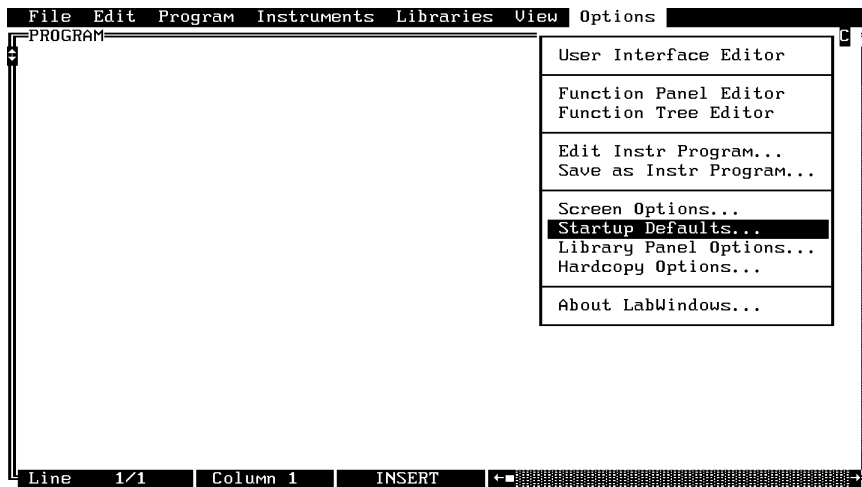 File Edit Program Instruments Libraries View Options
PROGRAM
C
User Interface Editor
Function Panel Editor
Function Tree Editor
Edit Instr Program...
Save as Instr Program...
Screen Options...
Startup Defaults...
Library Panel Options...
Hardcopy Options...
About LabWindows...
Line 1/1 Column 1 INSERT